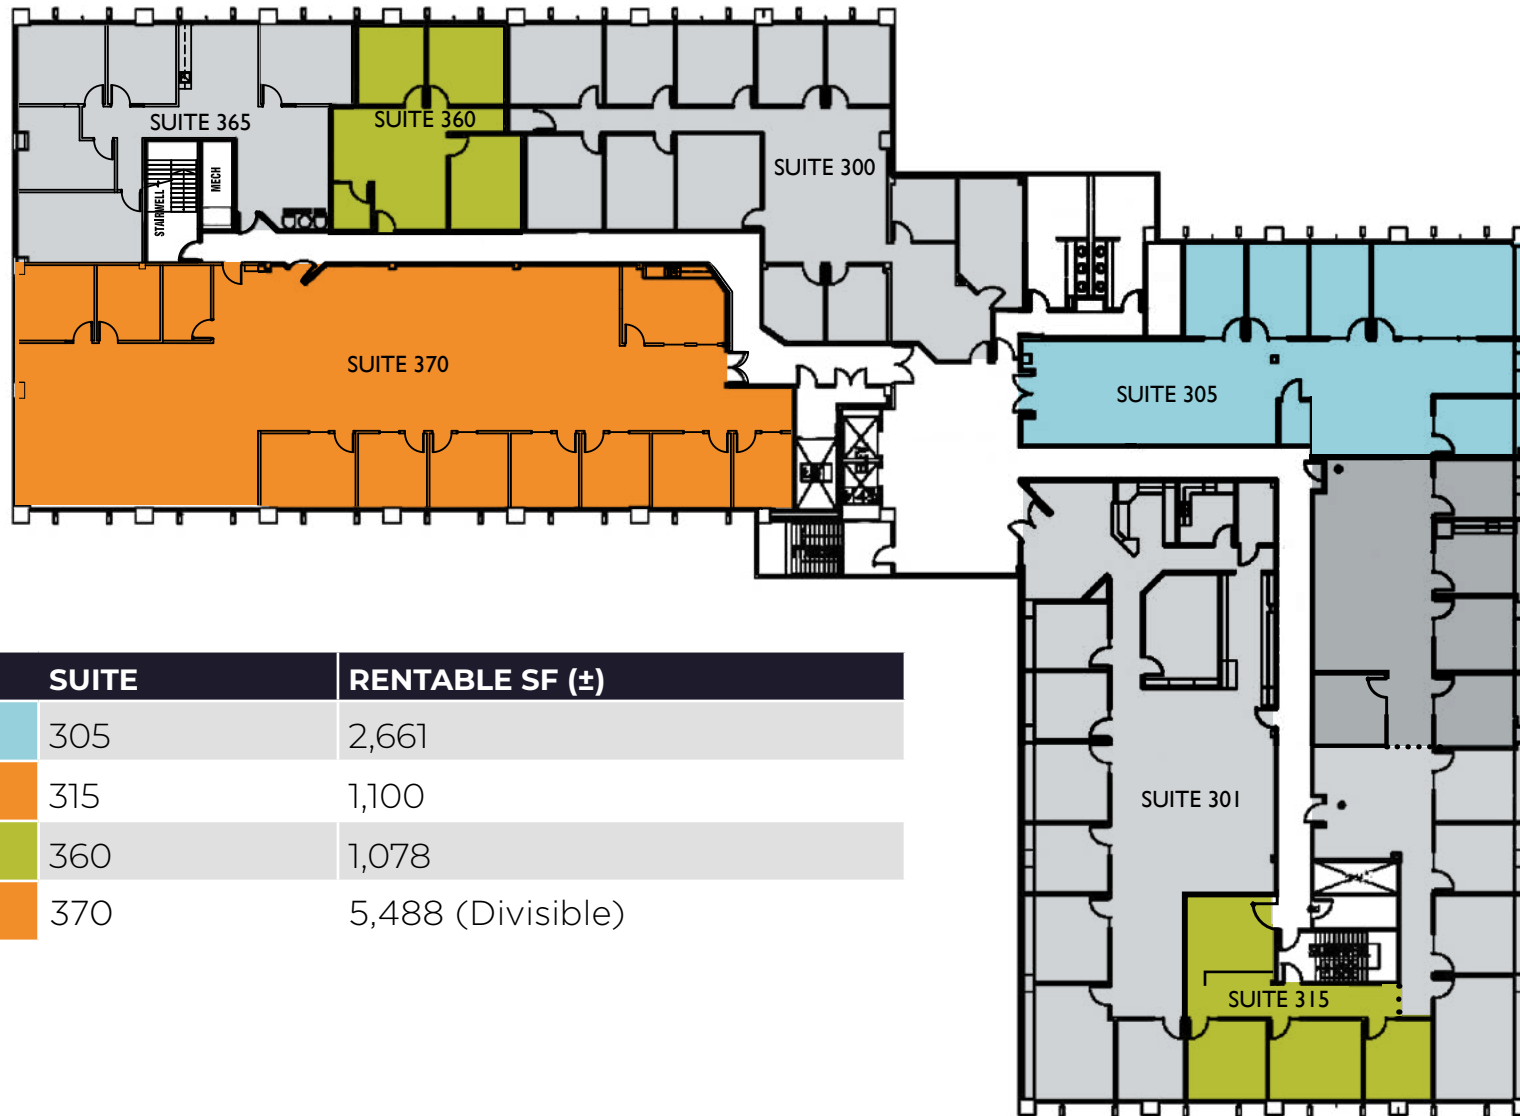 SUITE 365
SUITE 360
SUITE 300
STAIRWELL
MECH
SUITE 370
SUITE 305
SUITE 301
SUITE 315
SUITE RENTABLE SF (±)
305 2,661
315 1,100
360 1,078
370 5,488 (Divisible)